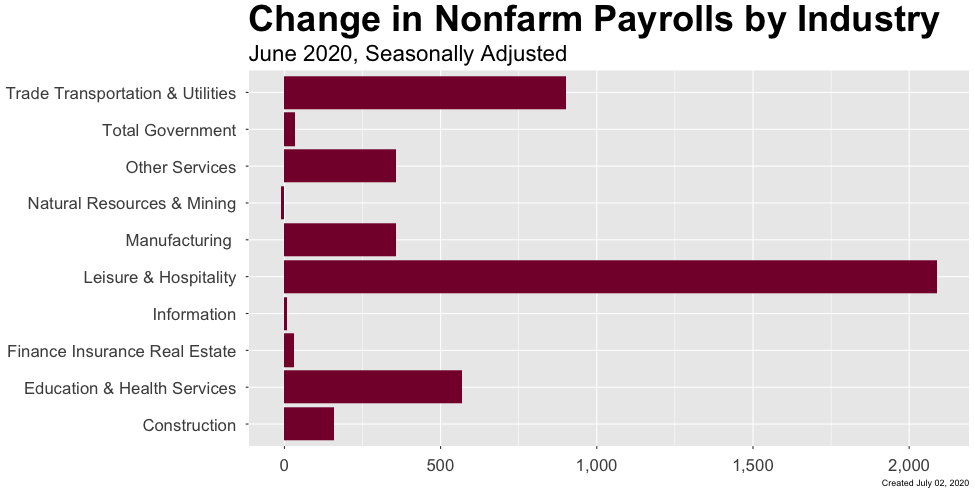 Change in Nonfarm Payrolls by Industry
June 2020, Seasonally Adjusted
Trade Transportation & Utilities
Total Government
Other Services
Natural Resources & Mining
Manufacturing
Leisure & Hospitality
Information
Finance Insurance Real Estate
Education & Health Services
Construction
0 500 1,000 1,500 2,000
Created July 02, 2020